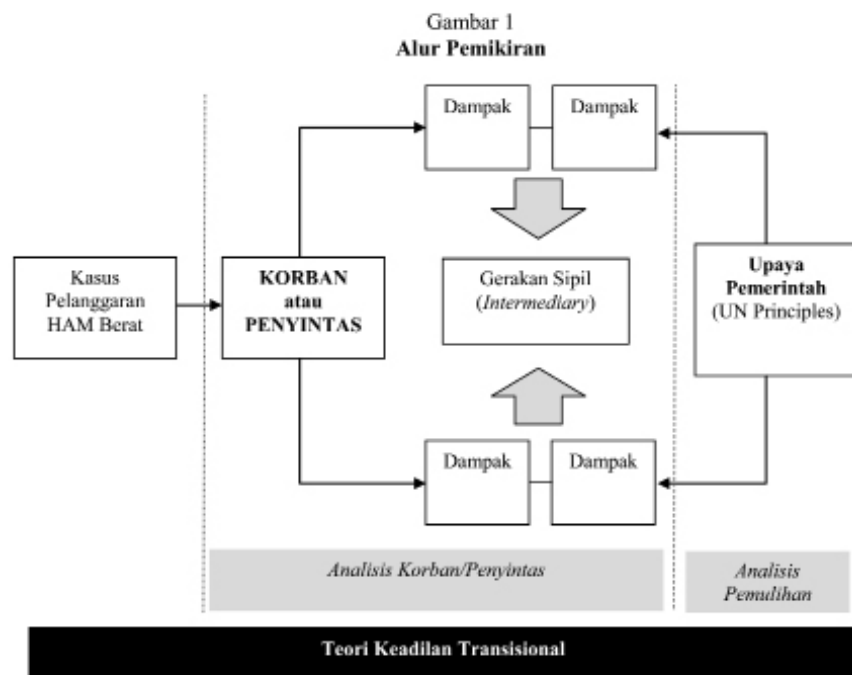 Gambar 1
Alur Pemikiran
Dampak
Dampak
Kasus
Pelanggaran
HAM Berat
KORBAN
atau
PENYINTAS
Gerakan Sipil
(Intermediary)
Upaya
Pemerintah
(UN Principles)
Dampak
Dampak
Analisis Korban/Penyintas
Analisis
Pemulihan
Teori Keadilan Transisional